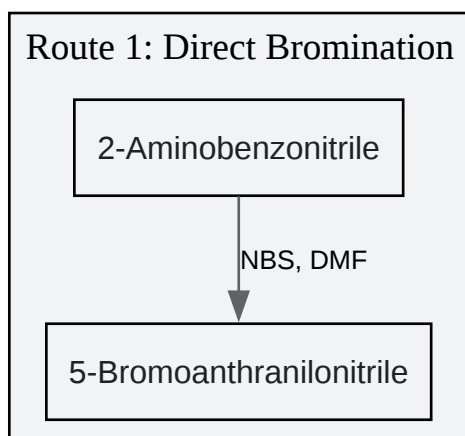 Route 1: Direct Bromination
2-Aminobenzonitrile
NBS, DMF
5-Bromoanthranilonitrile